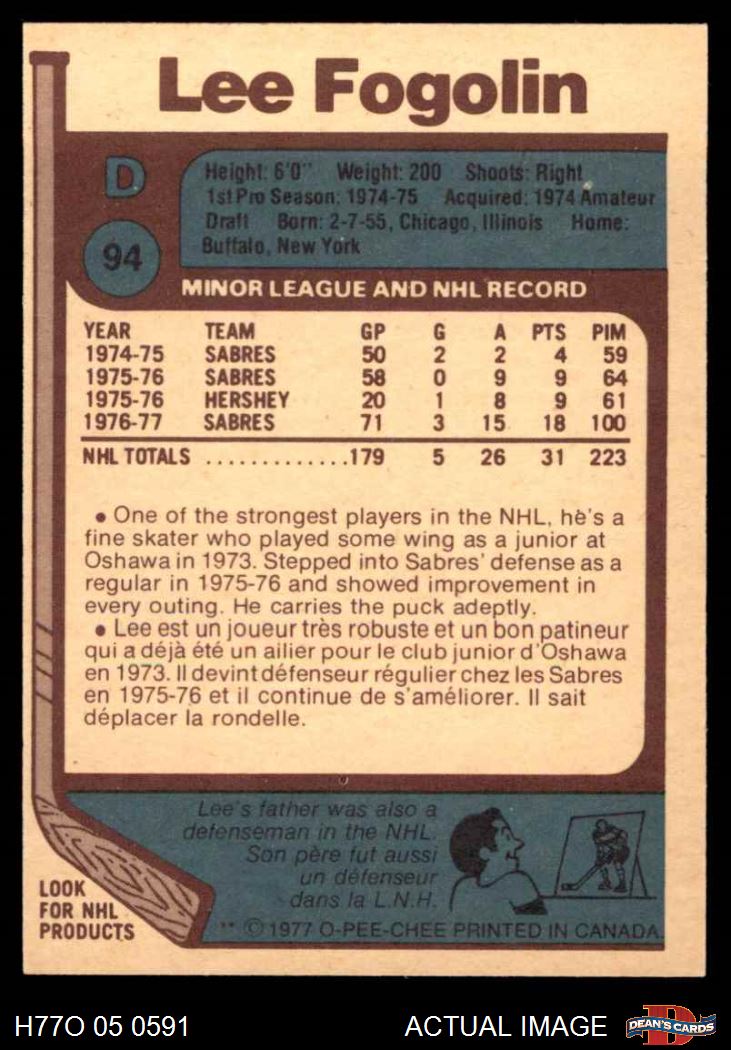 Lee Fogolin
D
Height: 6'0" Weight: 200 Shoots: Right
1st Pro Season: 1974-75 Acquired: 1974 Amateur
Draft Born: 2-7-55, Chicago, Illinois Home:
Buffalo, New York
94
MINOR LEAGUE AND NHL RECORD
YEAR TEAM GP G A PTS PIM
1974-75 SABRES 50 2 2 4 59
1975-76 SABRES 58 0 9 9 64
1975-76 HERSHEY 20 1 8 9 61
1976-77 SABRES 71 3 15 18 100
NHL TOTALS .............179 5 26 31 223
• One of the strongest players in the NHL, he's a
fine skater who played some wing as a junior at
Oshawa in 1973. Stepped into Sabres' defense as a
regular in 1975-76 and showed improvement in
every outing. He carries the puck adeptly.
• Lee est un joueur très robuste et un bon patineur
qui a déjà été un ailier pour le club junior d'Oshawa
en 1973. Il devint défenseur régulier chez les Sabres
en 1975-76 et il continue de s'améliorer. Il sait
déplacer la rondelle.
Lee's father was also a
defenseman in the NHL.
Son père fut aussi
un défenseur
dans la L.N.H.
LOOK
FOR NHL
PRODUCTS
** © 1977 O-PEE-CHEE PRINTED IN CANADA.
H77O 05 0591 ACTUAL IMAGE
D
DEAN'S CARDS